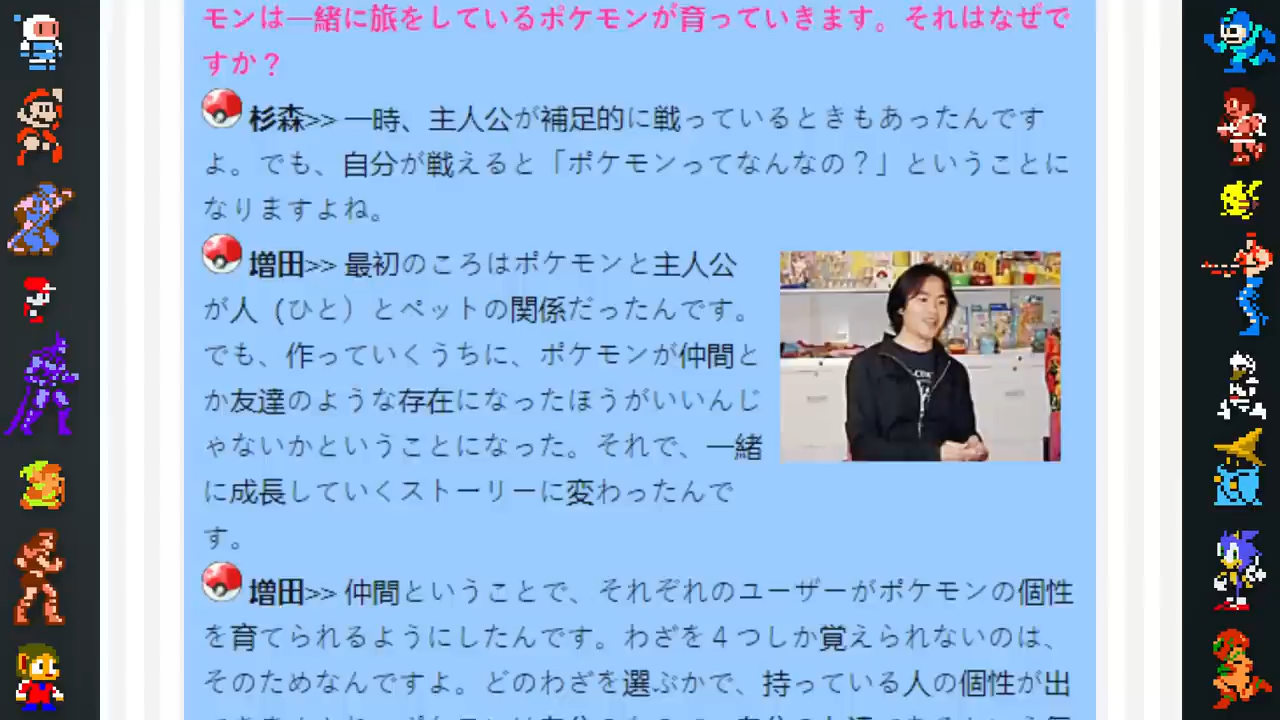 モンは一緒に旅をしているポケモンが育っていきます。それはなぜで
すか？
杉森>> 一時、主人公が補足的に戦っているときもあったんです
よ。でも、自分が戦えると「ポケモンってなんなの？」ということに
なりますよね。
増田>> 最初のころはポケモンと主人公
が人（ひと）とペットの関係だったんです。
でも、作っていくうちに、ポケモンが仲間と
か友達のような存在になったほうがいいんじ
ゃないかということになった。それで、一緒
に成長していくストーリーに変わったんで
す。
増田>> 仲間ということで、それぞれのユーザーがポケモンの個性
を育てられるようにしたんです。わざを４つしか覚えられないのは、
そのためなんですよ。どのわざを選ぶかで、持っている人の個性が出